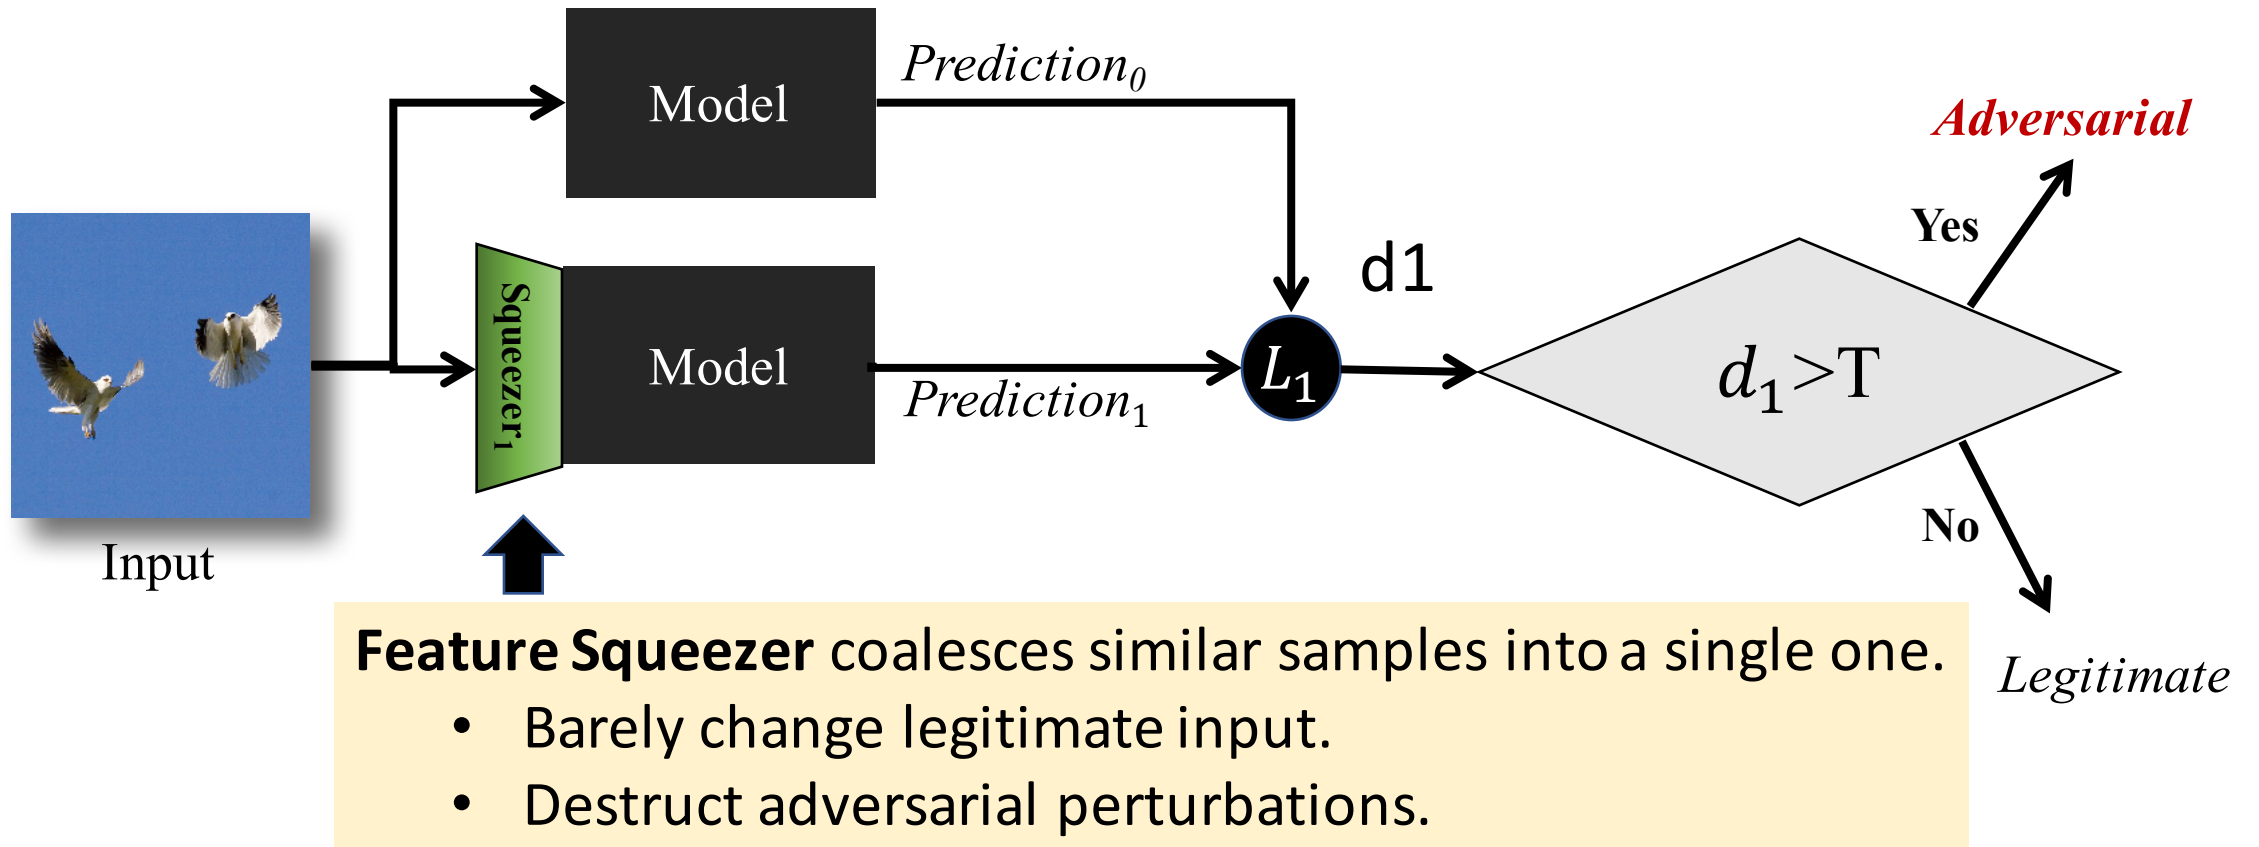 Model
Prediction₀
Adversarial
Yes
d1
Squeezer₁
Model
Prediction₁
L₁
d₁>T
No
Input
Legitimate
Feature Squeezer coalesces similar samples into a single one.
• Barely change legitimate input.
• Destruct adversarial perturbations.